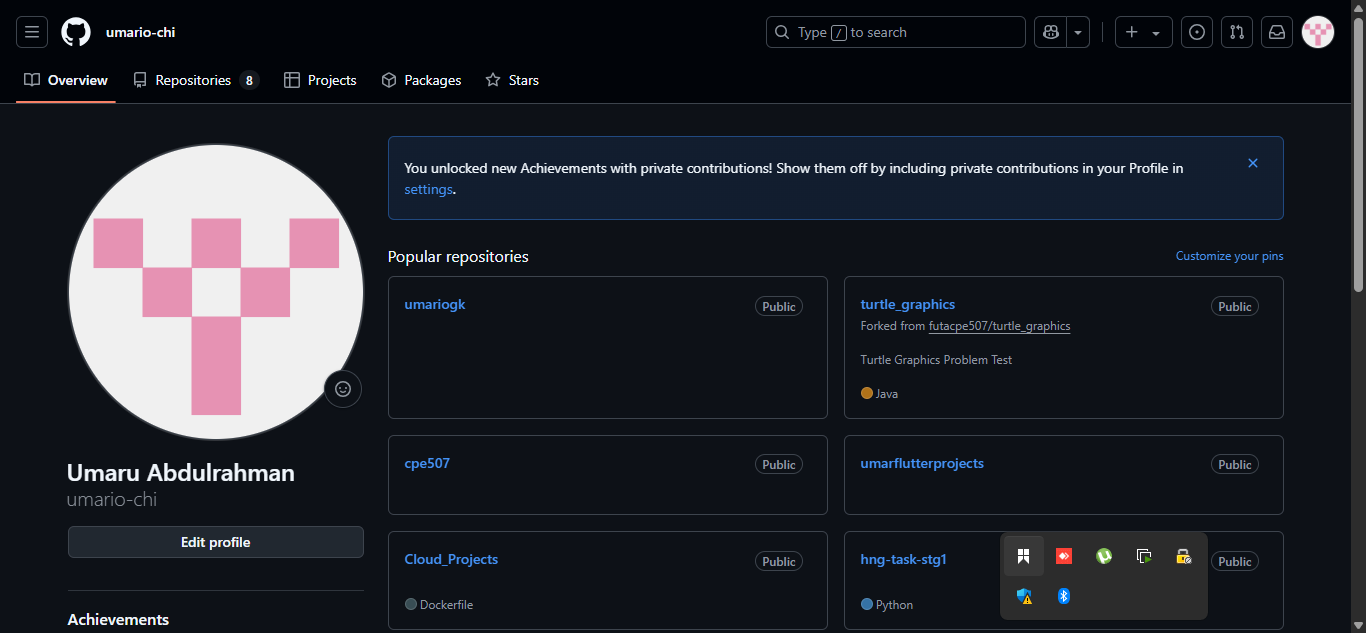 umario-chi
Type / to search
Overview
Repositories 8
Projects
Packages
Stars
You unlocked new Achievements with private contributions! Show them off by including private contributions in your Profile in
settings.
Popular repositories
Customize your pins
umariogk
Public
turtle_graphics
Public
Forked from futacpe507/turtle_graphics
Turtle Graphics Problem Test
Java
cpe507
Public
umarflutterprojects
Public
Cloud_Projects
Public
Dockerfile
hng-task-stg1
Public
Python
Umaru Abdulrahman
umario-chi
Edit profile
Achievements